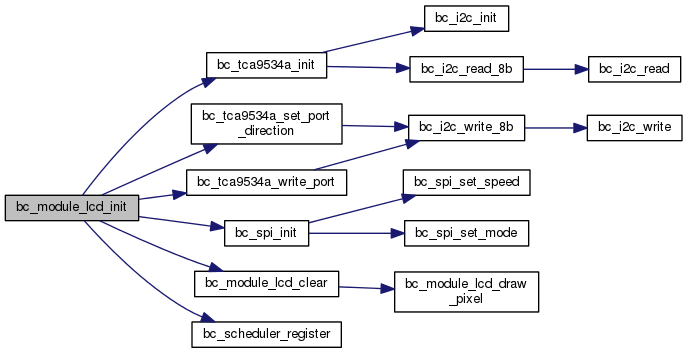 bc_i2c_init
bc_tca9534a_init
bc_i2c_read_8b
bc_i2c_read
bc_tca9534a_set_port
_direction
bc_i2c_write_8b
bc_i2c_write
bc_tca9534a_write_port
bc_spi_set_speed
bc_module_lcd_init
bc_spi_init
bc_spi_set_mode
bc_module_lcd_clear
bc_module_lcd_draw
_pixel
bc_scheduler_register